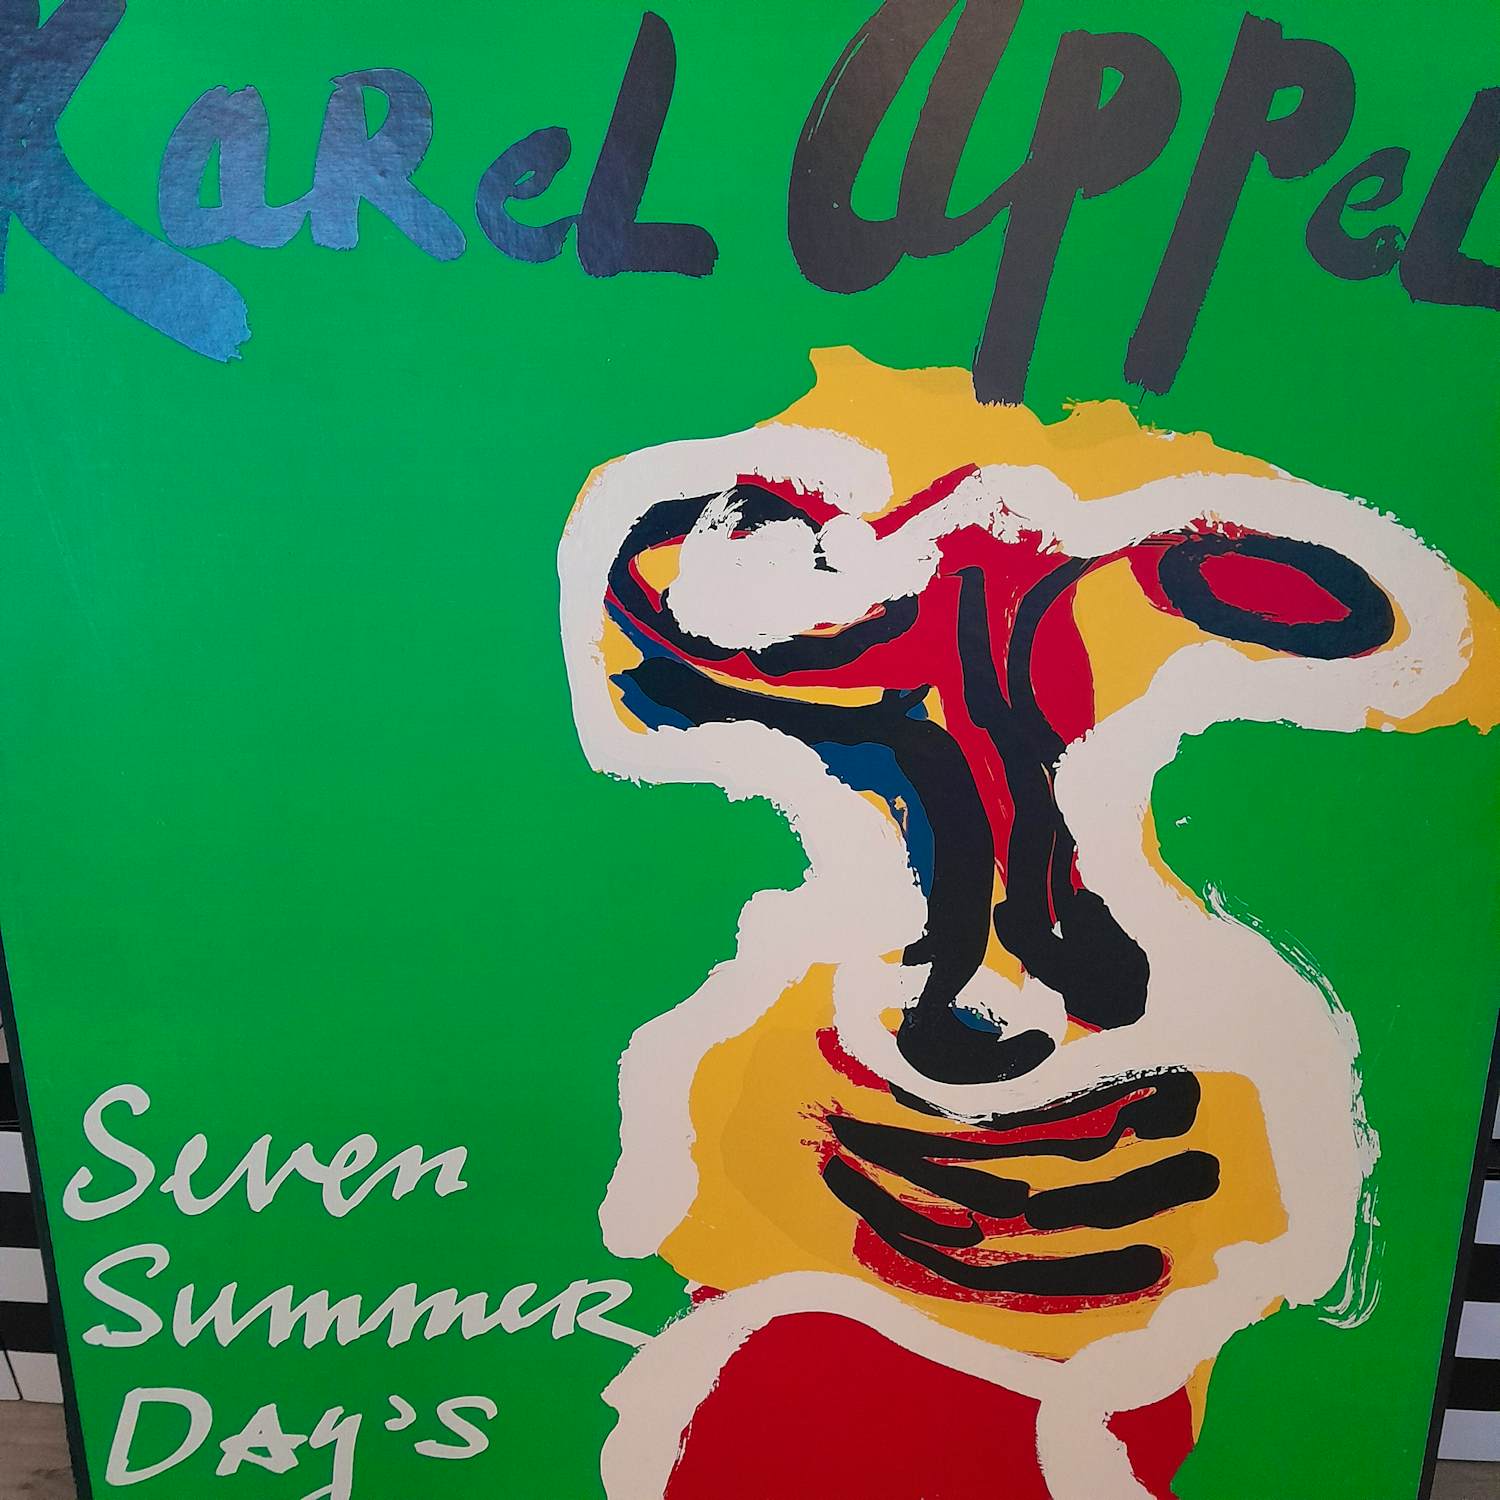 Karel Appel
Seven
Summer
Day's